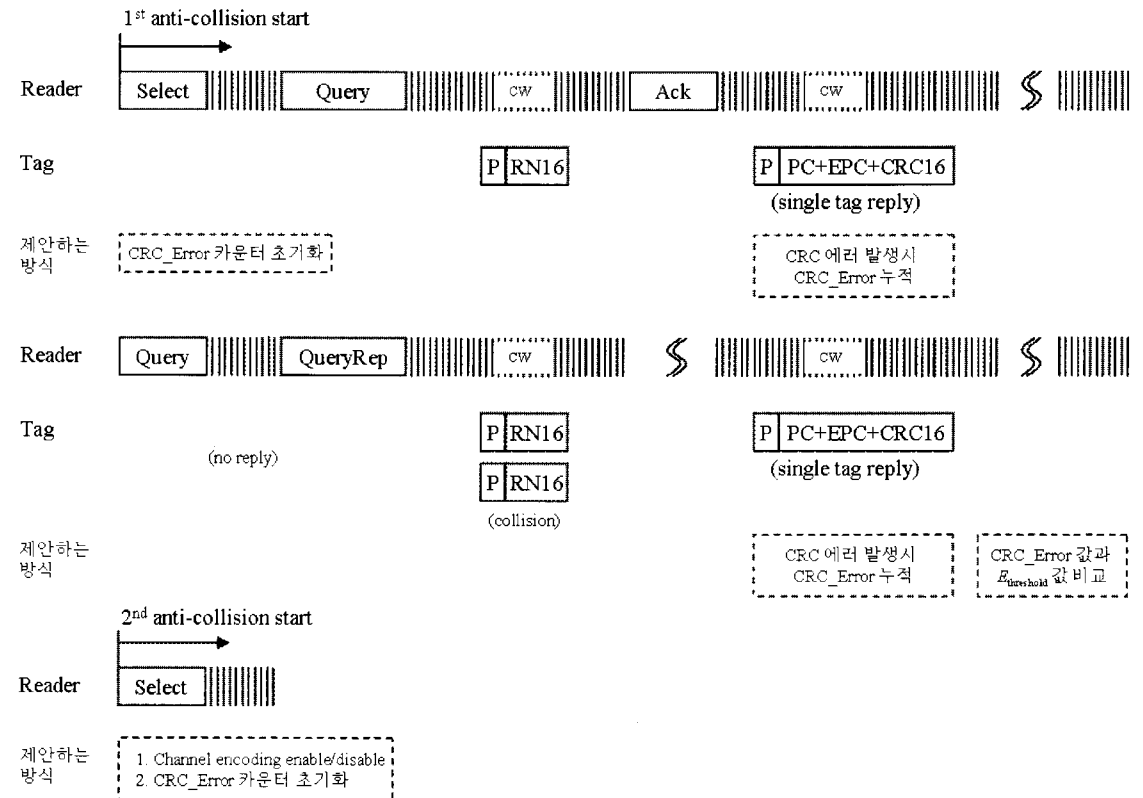 1st anti-collision start
Reader Select Query CW Ack CW
Tag P RN16 P PC+EPC+CRC16
(single tag reply)
제안하는 방식
CRC_Error 카운터 초기화
CRC 에러 발생시
CRC_Error 누적
Reader Query QueryRep CW CW
Tag P RN16 P PC+EPC+CRC16
(no reply)
(single tag reply)
P RN16
(collision)
제안하는 방식
CRC 에러 발생시
CRC_Error 누적
CRC_Error 값과
Ethreshold 값 비교
2nd anti-collision start
Reader Select
제안하는 방식
1. Channel encoding enable/disable
2. CRC_Error 카운터 초기화